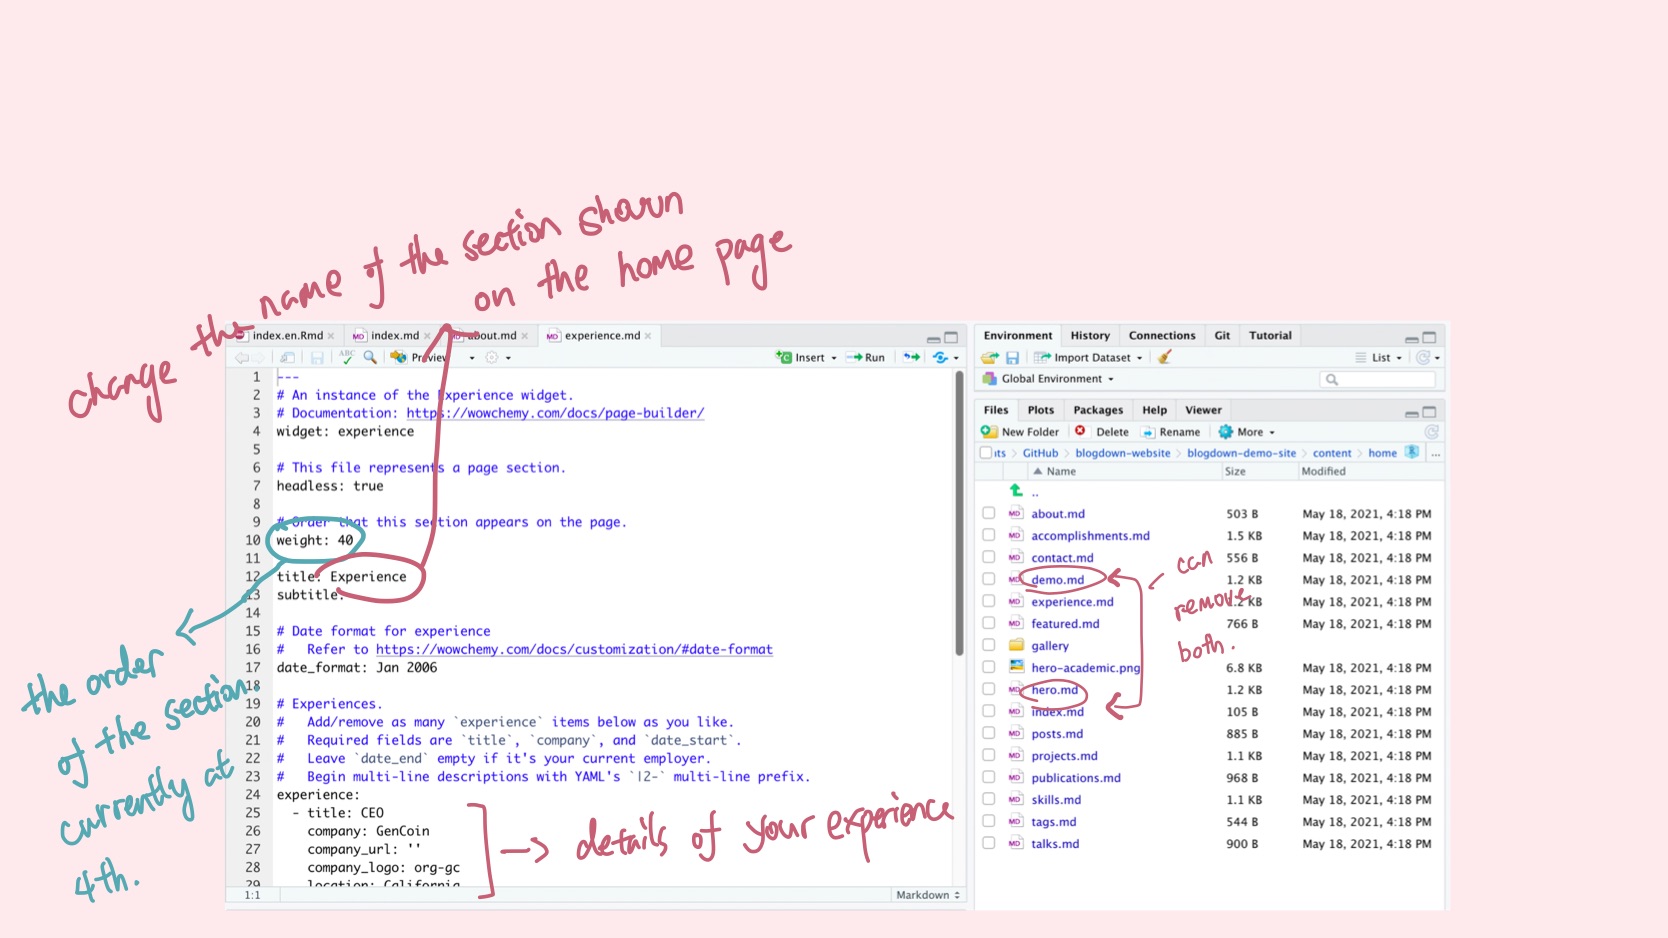 change the name of the section shown
on the home page
index.en.Rmd
index.md
about.md
experience.md
ABC
Preview
Insert
Run
1 ---
2 # An instance of the Experience widget.
3 # Documentation: https://wowchemy.com/docs/page-builder/
4 widget: experience
5
6 # This file represents a page section.
7 headless: true
8
9 # Order that this section appears on the page.
10 weight: 40
11
12 title: Experience
13 subtitle:
14
15 # Date format for experience
16 #   Refer to https://wowchemy.com/docs/customization/#date-format
17 date_format: Jan 2006
18
19 # Experiences.
20 #   Add/remove as many `experience` items below as you like.
21 #   Required fields are `title`, `company`, and `date_start`.
22 #   Leave `date_end` empty if it's your current employer.
23 #   Begin multi-line descriptions with YAML's `|2-` multi-line prefix.
24 experience:
25   - title: CEO
26     company: GenCoin
27     company_url: ''
28     company_logo: org-gc
29     location: California
1:1
Markdown
the order
of the section.
currently at
4th.
details of your experience
Environment History Connections Git Tutorial
Import Dataset
List
Global Environment
Files Plots Packages Help Viewer
New Folder Delete Rename More
ts GitHub blogdown-website blogdown-demo-site content home ...
Name Size Modified
..
about.md 503 B May 18, 2021, 4:18 PM
accomplishments.md 1.5 KB May 18, 2021, 4:18 PM
contact.md 556 B May 18, 2021, 4:18 PM
demo.md 1.2 KB May 18, 2021, 4:18 PM
experience.md 1.2 KB May 18, 2021, 4:18 PM
featured.md 766 B May 18, 2021, 4:18 PM
gallery
hero-academic.png 6.8 KB May 18, 2021, 4:18 PM
hero.md 1.2 KB May 18, 2021, 4:18 PM
index.md 105 B May 18, 2021, 4:18 PM
posts.md 885 B May 18, 2021, 4:18 PM
projects.md 1.1 KB May 18, 2021, 4:18 PM
publications.md 968 B May 18, 2021, 4:18 PM
skills.md 1.1 KB May 18, 2021, 4:18 PM
tags.md 544 B May 18, 2021, 4:18 PM
talks.md 900 B May 18, 2021, 4:18 PM
can
remove
both.